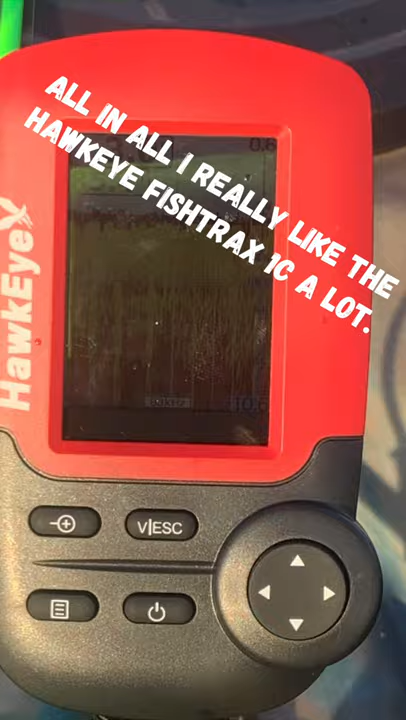 ALL IN ALL I REALLY LIKE THE
HAWKEYE FISHTRAX 1C A LOT.
HawkEye
V|ESC